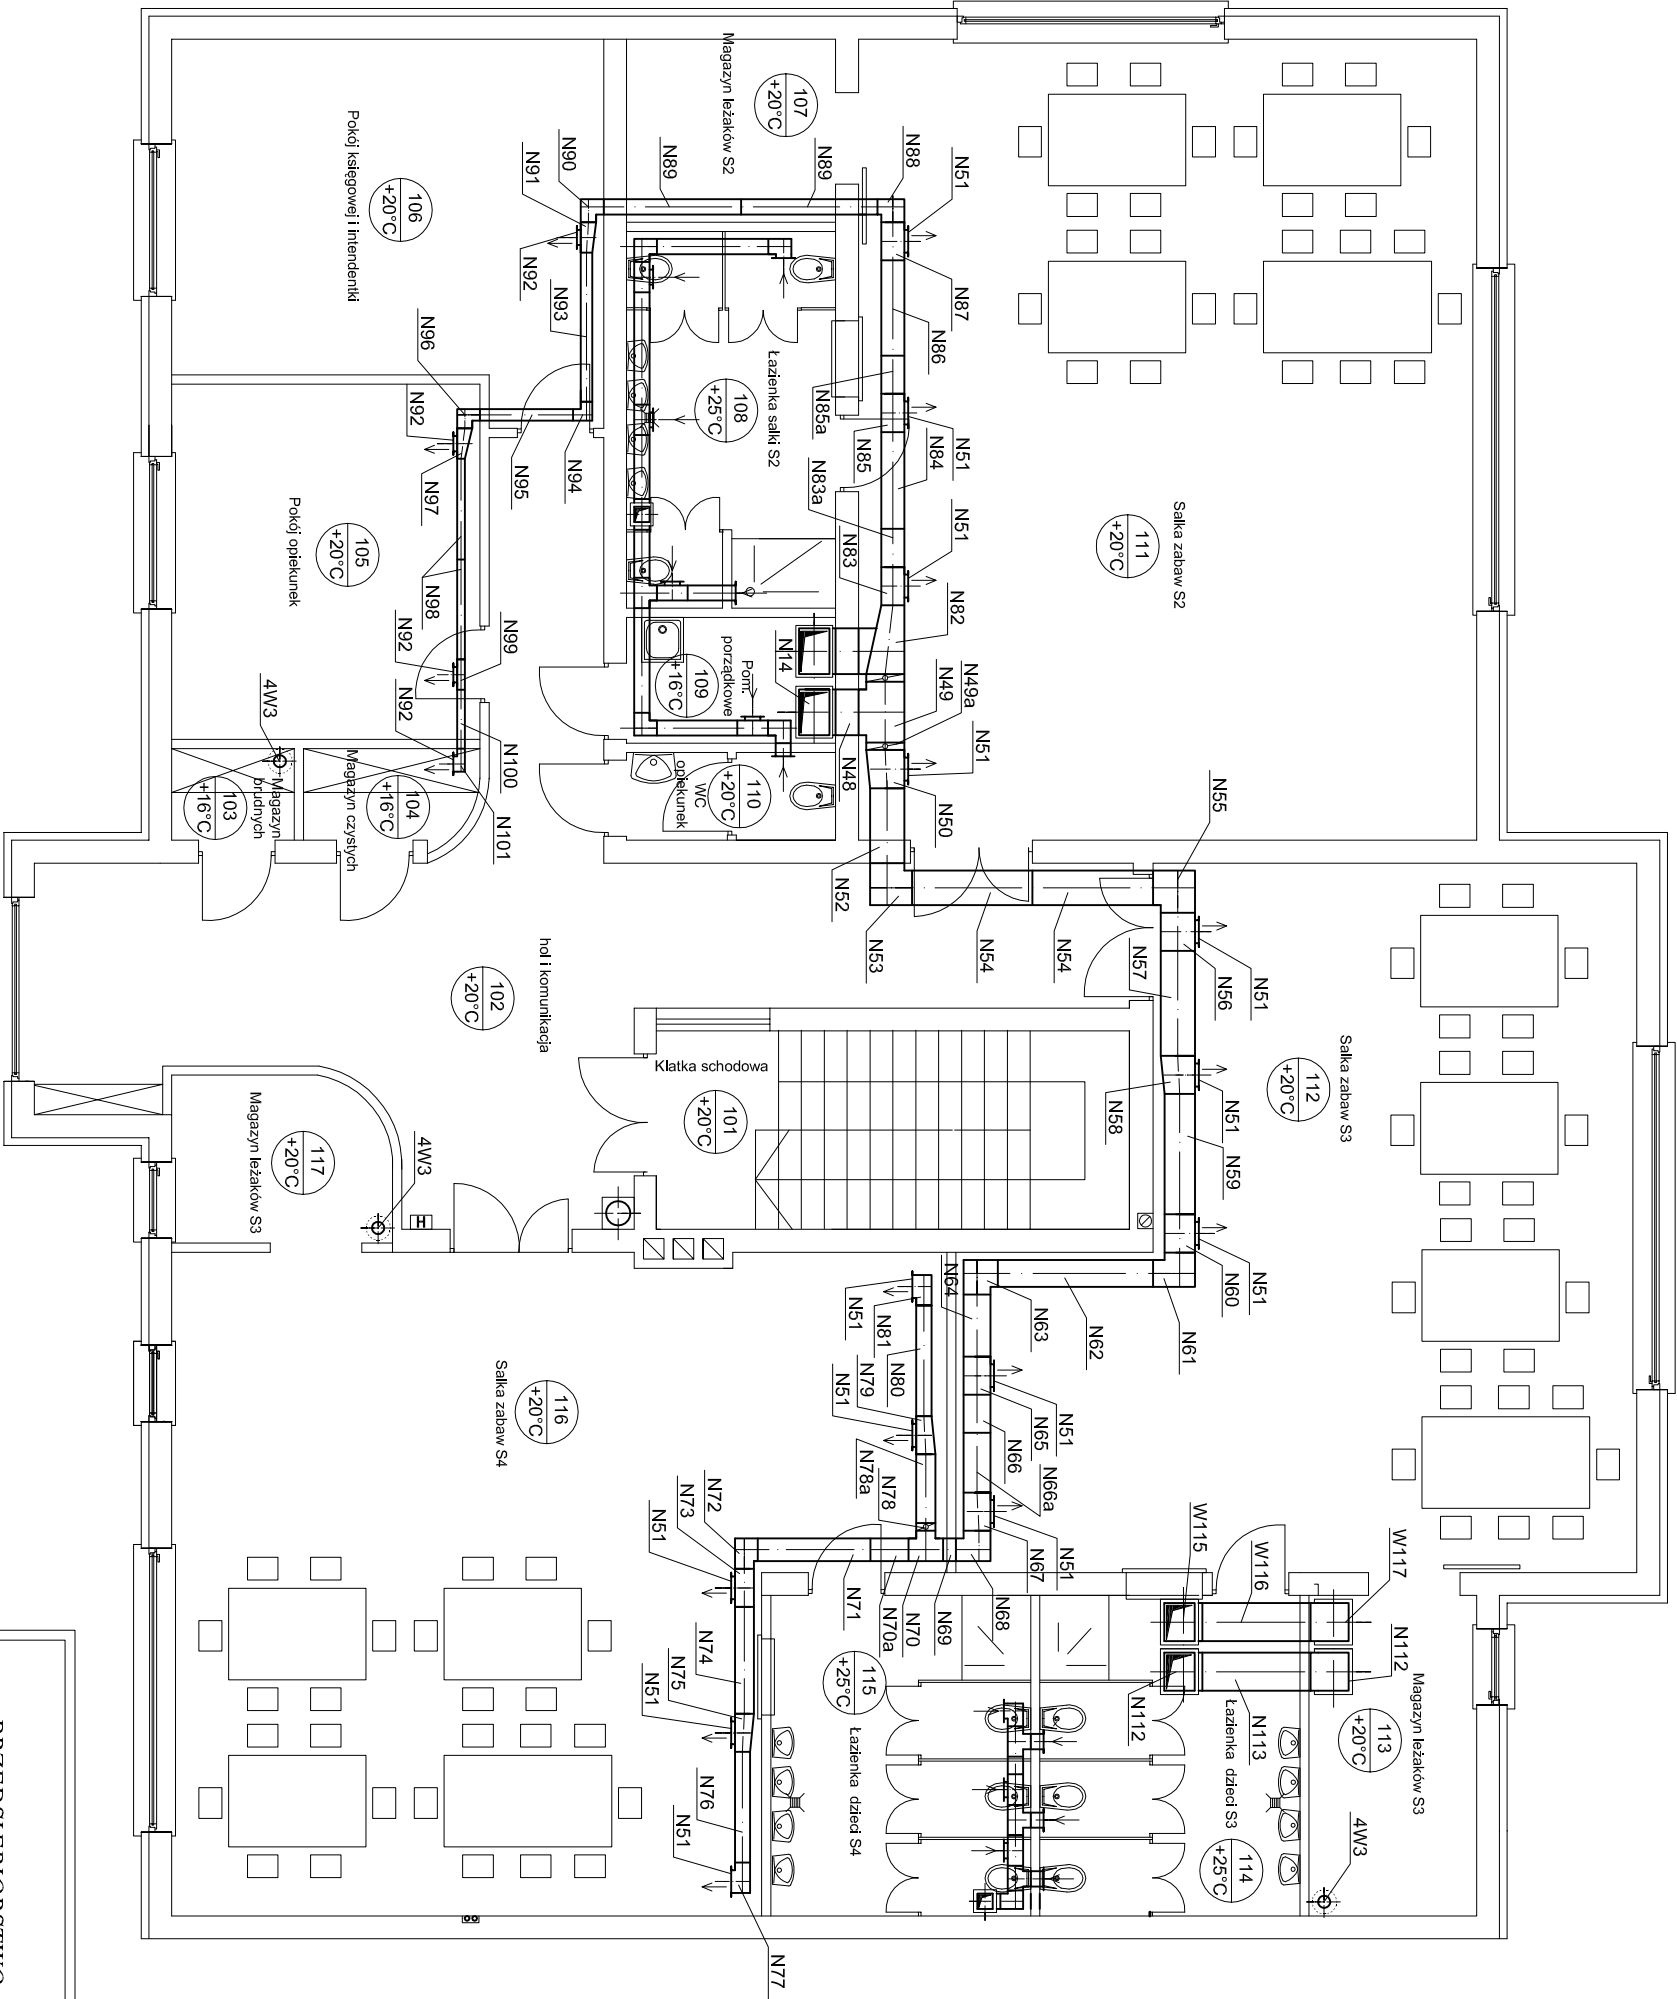 107
+20°C
Magazyn leżaków S2
N88
N51
N89
N89
N90
N91
N92
N93
106
+20°C
Pokój księgowej i intendentki
N87
N86
N85a
N51
N84
N85
N83a
N51
N83
N82
N49a
N49
N51
N50
N48
N14
Łazienka salki S2
108
+25°C
111
+20°C
Salka zabaw S2
N96
N92
N94
N95
N97
N98
N92
N99
N92
N100
N101
105
+20°C
Pokój opiekunek
109
+16°C
Pom.
porządkowe
110
+20°C
WC
opiekunek
4W3
103
+16°C
Magazyn
brudnych
104
+16°C
Magazyn czystych
N52
N53
N54
N54
N55
N57
N56
N51
N58
N51
N59
N60
N51
N61
N62
N63
N64
102
+20°C
hol i komunikacja
Klatka schodowa
101
+20°C
112
+20°C
Salka zabaw S3
117
+20°C
Magazyn leżaków S3
4W3
H
N51
N81
N80
N79
N51
N78a
N78
N65
N51
N66
N66a
N67
N51
N68
N69
N70
N70a
N71
N72
N73
N51
N74
N75
N51
N76
N51
N77
116
+20°C
Salka zabaw S4
W115
W116
W117
N112
N112
N113
113
+20°C
Magazyn leżaków S3
114
+25°C
Łazienka dzieci S3
115
+25°C
Łazienka dzieci S4
4W3